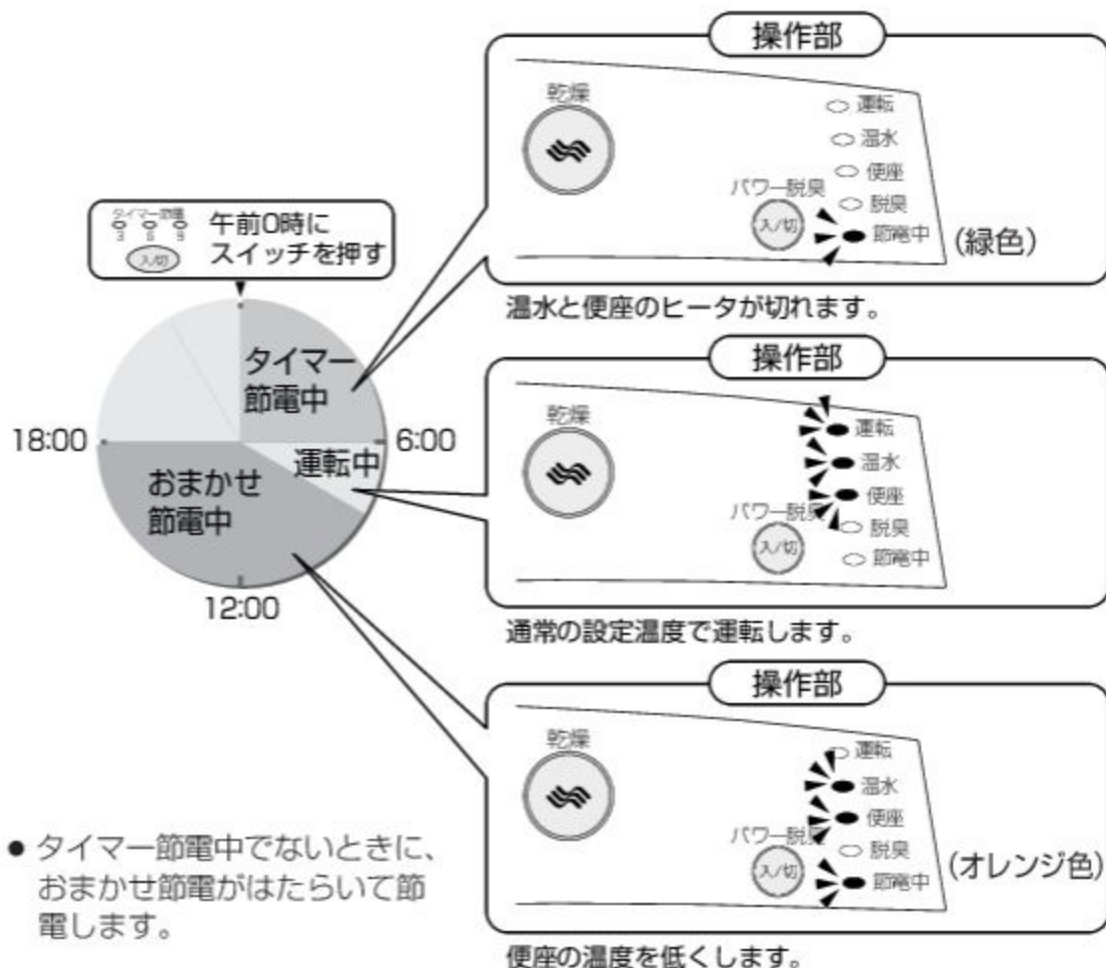 操作部
乾燥
運転
温水
便座
脱臭
節電中
パワー脱臭
入/切
(緑色)
温水と便座のヒータが切れます。
タイマー節電
3 6 9
入/切
午前0時に
スイッチを押す
タイマー
節電中
18:00
6:00
運転中
おまかせ
節電中
12:00
操作部
乾燥
運転
温水
便座
脱臭
節電中
パワー脱臭
入/切
通常の設定温度で運転します。
操作部
乾燥
運転
温水
便座
脱臭
節電中
パワー脱臭
入/切
(オレンジ色)
便座の温度を低くします。
● タイマー節電中でないときに、
おまかせ節電がはたらいて節
電します。